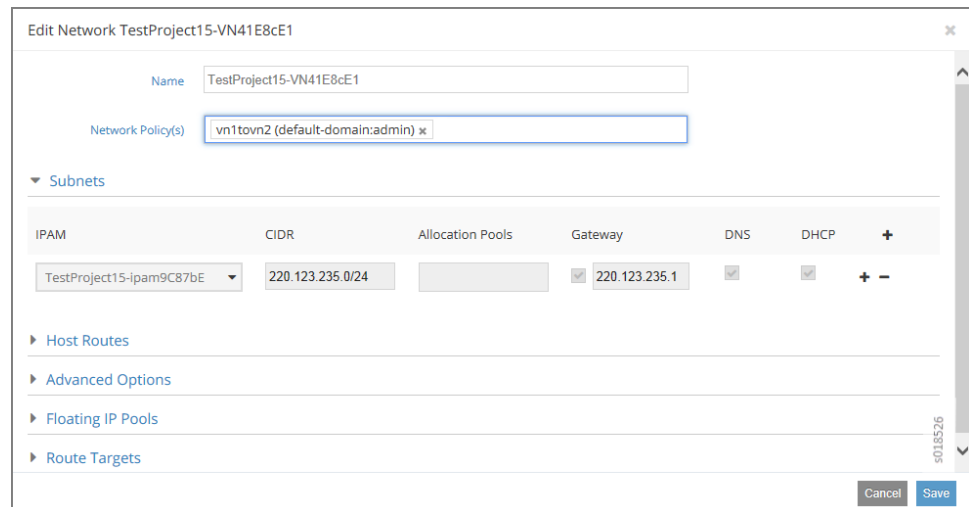 Edit Network TestProject15-VN41E8cE1
Name TestProject15-VN41E8cE1
Network Policy(s) vn1tovn2 (default-domain:admin)
Subnets
IPAM CIDR Allocation Pools Gateway DNS DHCP
TestProject15-ipam9C87bE 220.123.235.0/24 220.123.235.1
Host Routes
Advanced Options
Floating IP Pools
Route Targets
s018526
Cancel Save